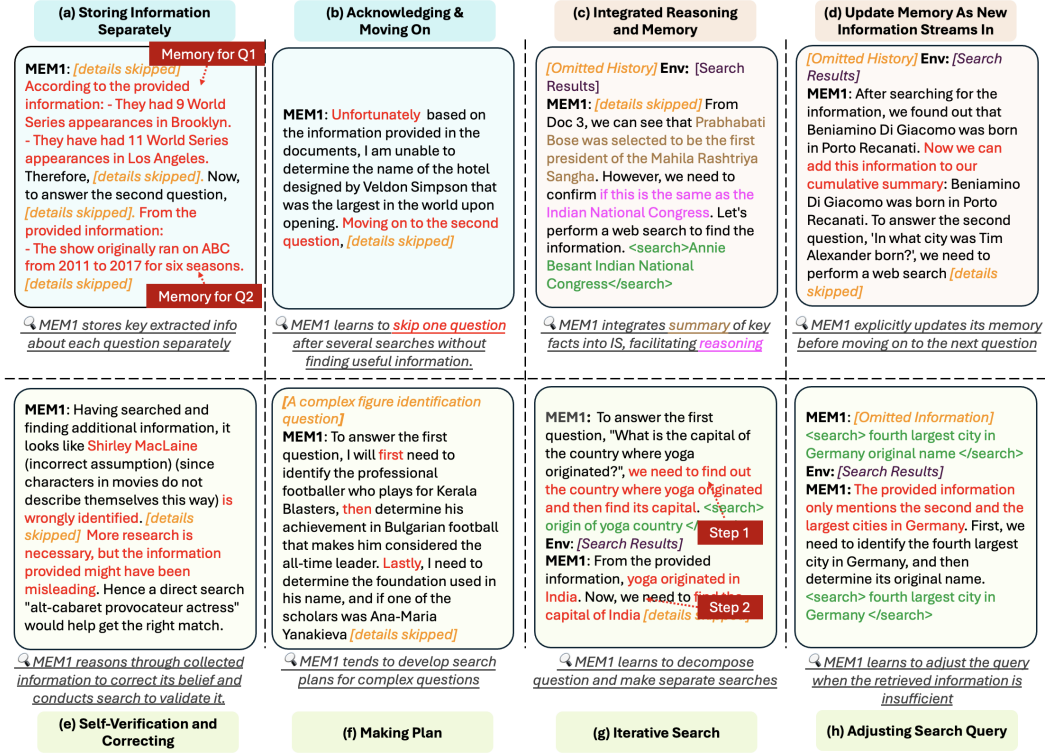 (a) Storing Information
Separately
Memory for Q1
MEM1: [details skipped]
According to the provided
information: - They had 9 World
Series appearances in Brooklyn.
- They have had 11 World Series
appearances in Los Angeles.
Therefore, [details skipped]. Now,
to answer the second question,
[details skipped]. From the
provided information:
- The show originally ran on ABC
from 2011 to 2017 for six seasons.
[details skipped]
Memory for Q2
MEM1 stores key extracted info
about each question separately
(b) Acknowledging &
Moving On
MEM1: Unfortunately based on
the information provided in the
documents, I am unable to
determine the name of the hotel
designed by Veldon Simpson that
was the largest in the world upon
opening. Moving on to the second
question, [details skipped]
MEM1 learns to skip one question
after several searches without
finding useful information.
(c) Integrated Reasoning
and Memory
[Omitted History] Env: [Search
Results]
MEM1: [details skipped] From
Doc 3, we can see that Prabhabati
Bose was selected to be the first
president of the Mahila Rashtriya
Sangha. However, we need to
confirm if this is the same as the
Indian National Congress. Let's
perform a web search to find the
information. <search>Annie
Besant Indian National
Congress</search>
MEM1 integrates summary of key
facts into IS, facilitating reasoning
(d) Update Memory As New
Information Streams In
[Omitted History] Env: [Search
Results]
MEM1: After searching for the
information, we found out that
Beniamino Di Giacomo was born
in Porto Recanati. Now we can
add this information to our
cumulative summary: Beniamino
Di Giacomo was born in Porto
Recanati. To answer the second
question, 'In what city was Tim
Alexander born?', we need to
perform a web search [details
skipped]
MEM1 explicitly updates its memory
before moving on to the next question
MEM1: Having searched and
finding additional information, it
looks like Shirley MacLaine
(incorrect assumption) (since
characters in movies do not
describe themselves this way) is
wrongly identified. [details
skipped] More research is
necessary, but the information
provided might have been
misleading. Hence a direct search
"alt-cabaret provocateur actress"
would help get the right match.
MEM1 reasons through collected
information to correct its belief and
conducts search to validate it.
(e) Self-Verification and
Correcting
[A complex figure identification
question]
MEM1: To answer the first
question, I will first need to
identify the professional
footballer who plays for Kerala
Blasters, then determine his
achievement in Bulgarian football
that makes him considered the
all-time leader. Lastly, I need to
determine the foundation used in
his name, and if one of the
scholars was Ana-Maria
Yanakieva [details skipped]
MEM1 tends to develop search
plans for complex questions
(f) Making Plan
MEM1: To answer the first
question, "What is the capital of
the country where yoga
originated?", we need to find out
the country where yoga originated
and then find its capital. <search>
origin of yoga country </
Step 1
Env: [Search Results]
MEM1: From the provided
information, yoga originated in
India. Now, we need to
capital of India [details
Step 2
MEM1 learns to decompose
question and make separate searches
(g) Iterative Search
MEM1: [Omitted Information]
<search> fourth largest city in
Germany original name </search>
Env: [Search Results]
MEM1: The provided information
only mentions the second and the
largest cities in Germany. First, we
need to identify the fourth largest
city in Germany, and then
determine its original name.
<search> fourth largest city in
Germany </search>
MEM1 learns to adjust the query
when the retrieved information is
insufficient
(h) Adjusting Search Query